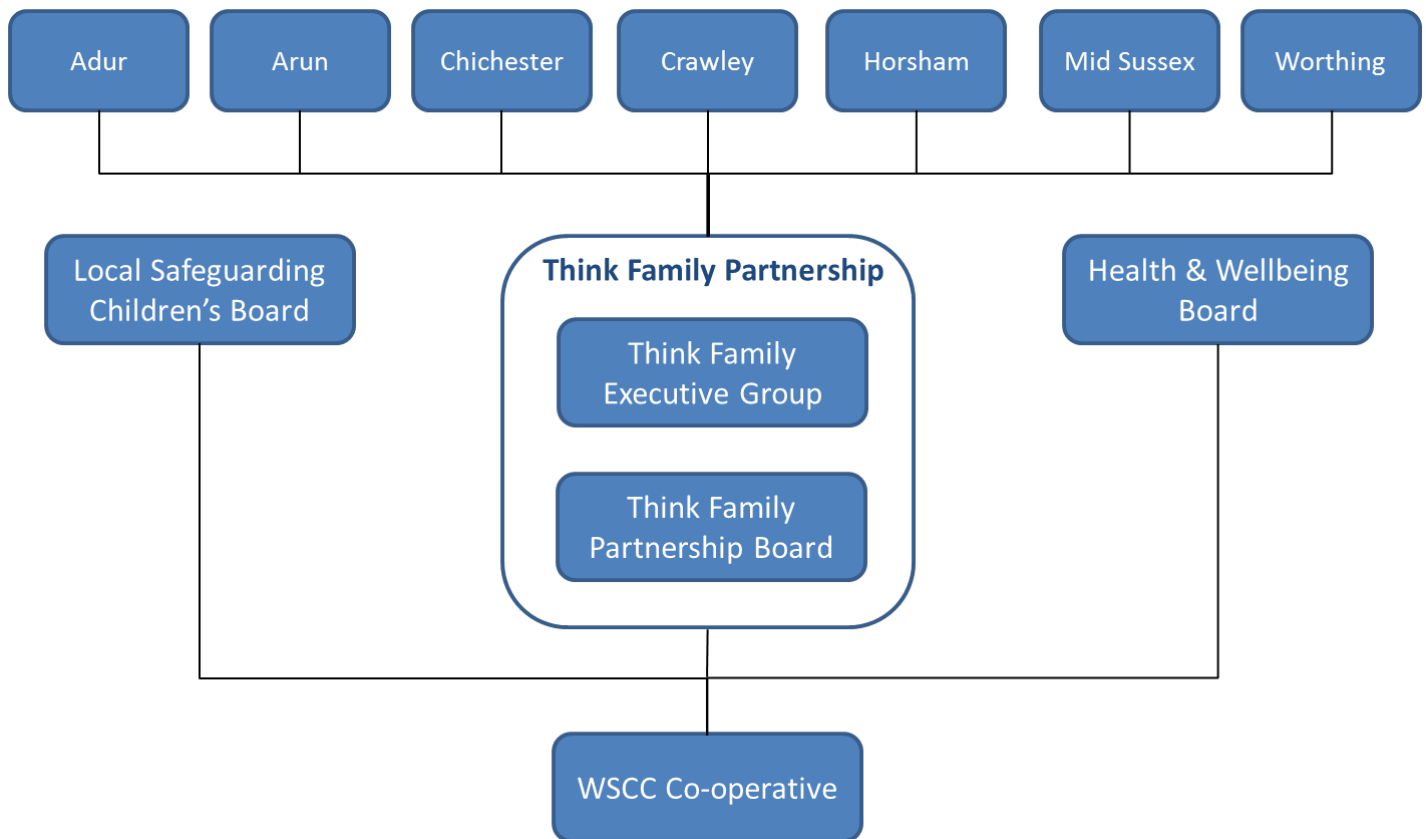 Adur
Arun
Chichester
Crawley
Horsham
Mid Sussex
Worthing
Local Safeguarding
Children’s Board
Think Family Partnership
Think Family
Executive Group
Think Family
Partnership Board
Health & Wellbeing
Board
WSCC Co-operative